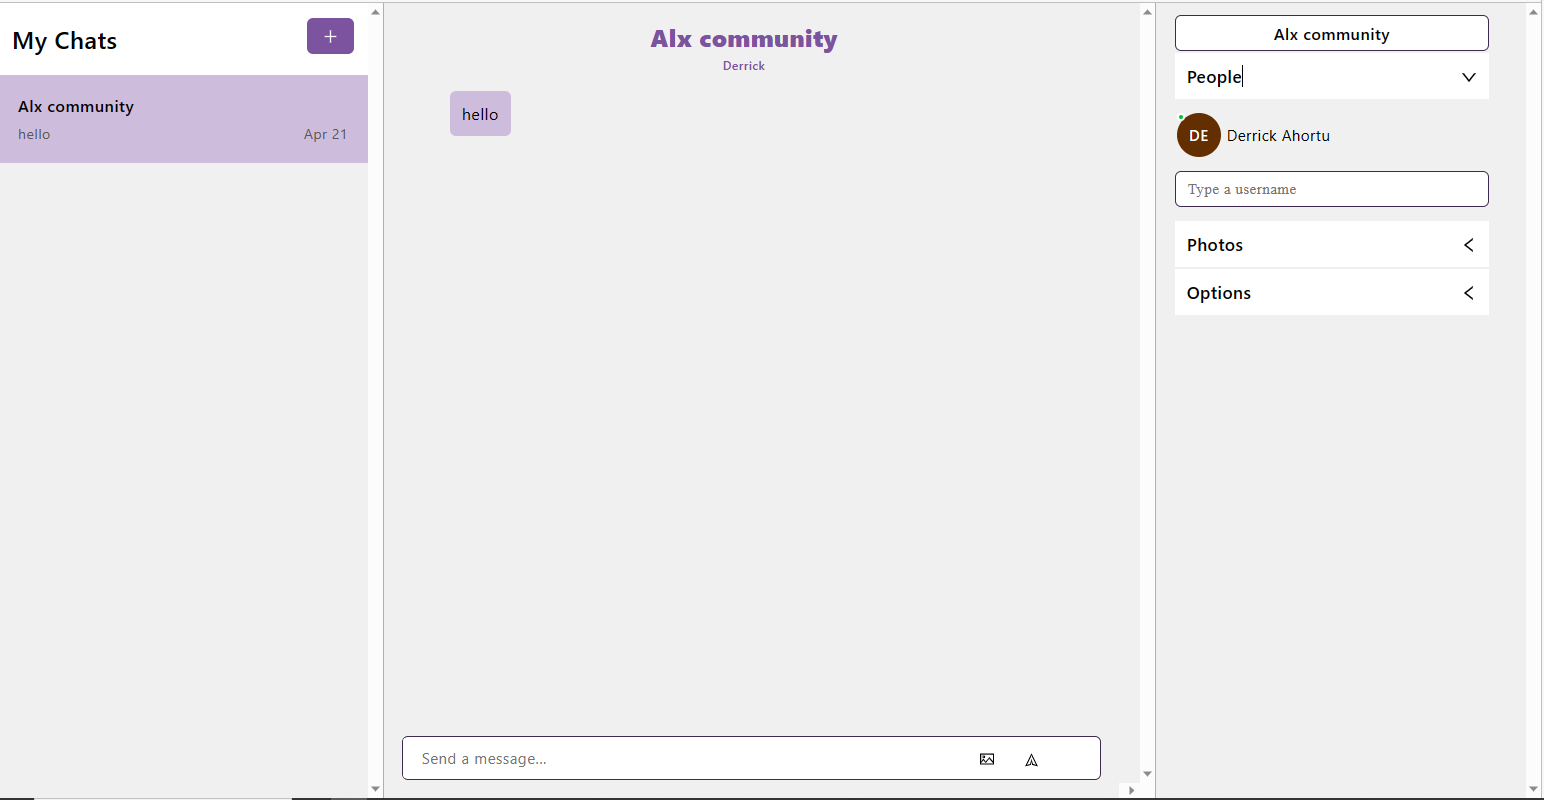 My Chats
+
Alx community
hello
Apr 21
Alx community
Derrick
hello
Send a message...
Alx community
People
DE
Derrick Ahortu
Type a username
Photos
Options